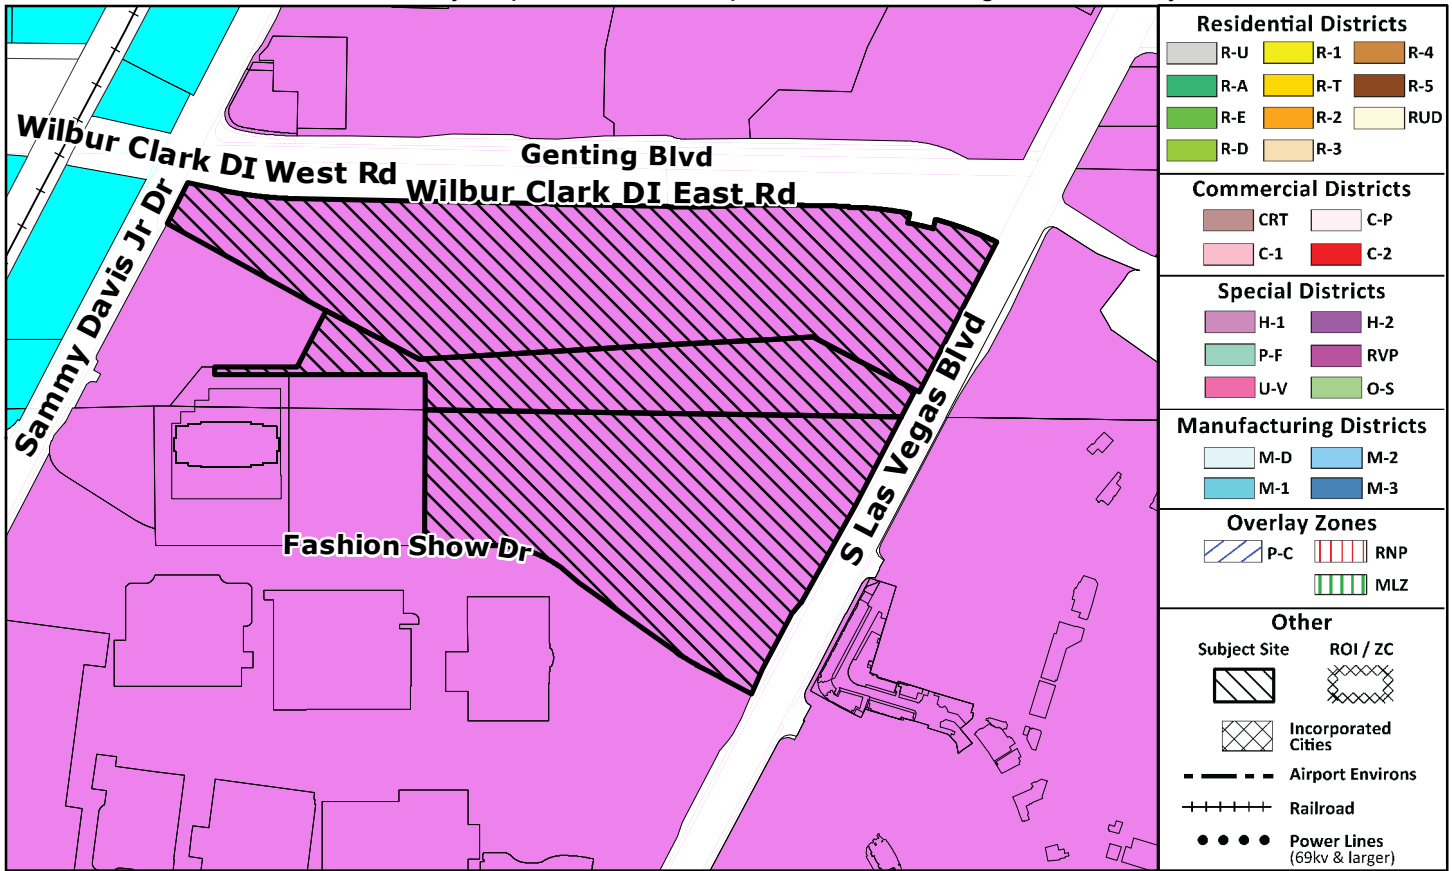 Wilbur Clark DI West Rd
Genting Blvd
Wilbur Clark DI East Rd
Sammy Davis Jr Dr
S Las Vegas Blvd
Fashion Show Dr
Residential Districts
R-U
R-1
R-4
R-A
R-T
R-5
R-E
R-2
RUD
R-D
R-3
Commercial Districts
CRT
C-P
C-1
C-2
Special Districts
H-1
H-2
P-F
RVP
U-V
O-S
Manufacturing Districts
M-D
M-2
M-1
M-3
Overlay Zones
P-C
RNP
MLZ
Other
Subject Site
ROI / ZC
Incorporated
Cities
Airport Environs
Railroad
Power Lines
(69kv & larger)